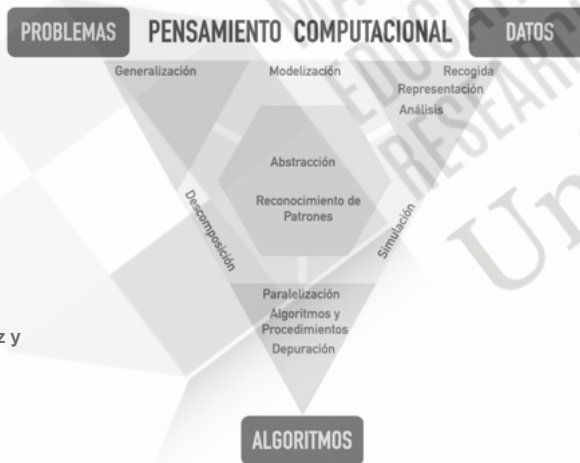 PROBLEMAS
PENSAMIENTO COMPUTACIONAL
DATOS
Generalización
Modelización
Recogida
Representación
Análisis
Abstracción
Reconocimiento de
Patrones
Descomposición
Simulación
Paralelización
Algoritmos y
Procedimientos
Depuración
z y
ALGORITMOS